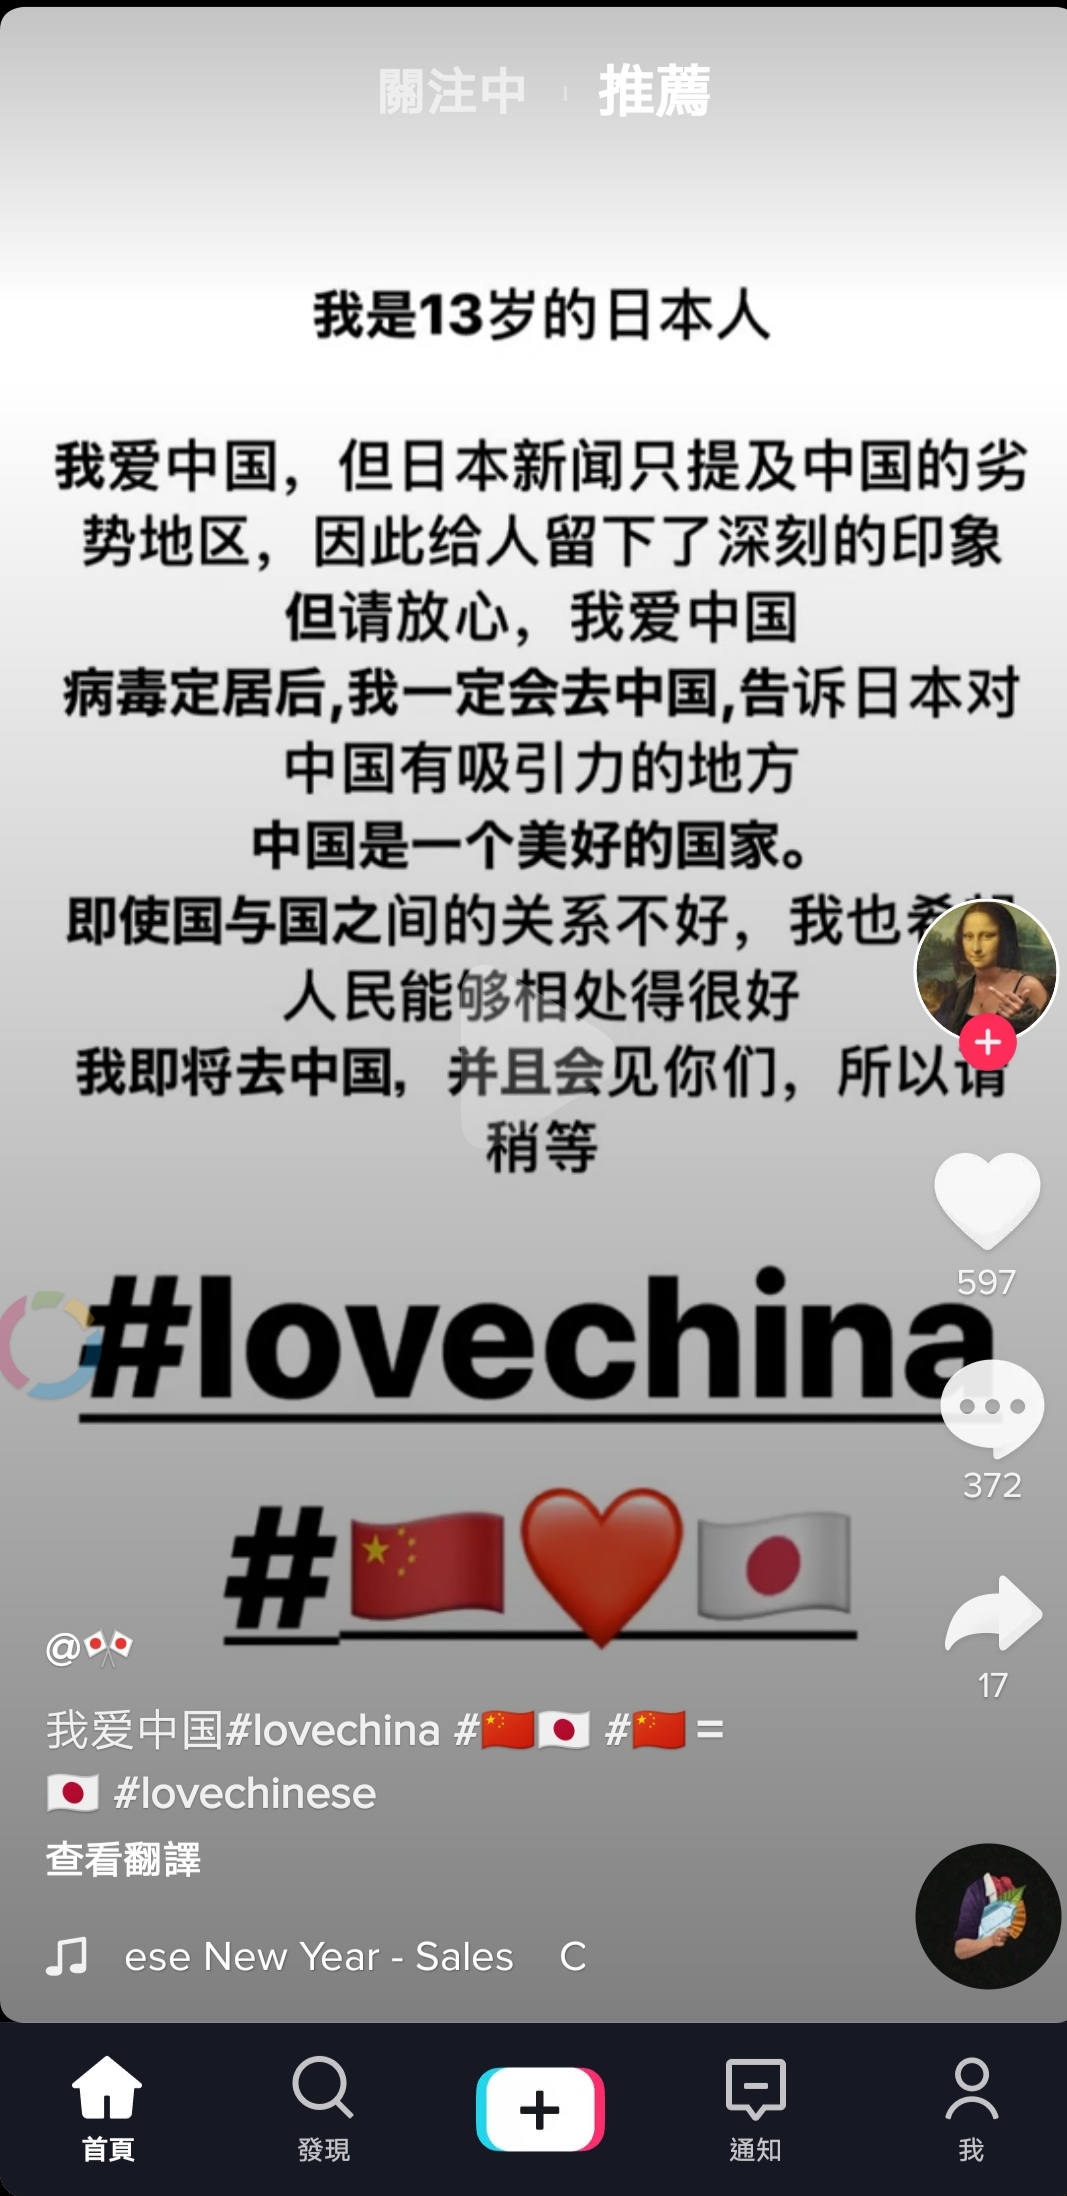 關注中 | 推薦
我是13岁的日本人
我爱中国，但日本新闻只提及中国的劣
势地区，因此给人留下了深刻的印象
但请放心，我爱中国
病毒定居后,我一定会去中国,告诉日本对
中国有吸引力的地方
中国是一个美好的国家。
即使国与国之间的关系不好，我也希
人民能够相处得很好
我即将去中国，并且会见你们，所以请
稍等
#lovechina
#🇨🇳❤️🇯🇵
597
372
17
@🎌
我爱中国#lovechina #🇨🇳🇯🇵 #🇨🇳 =
🇯🇵 #lovechinese
查看翻譯
ese New Year - Sales C
首頁 發現 通知 我